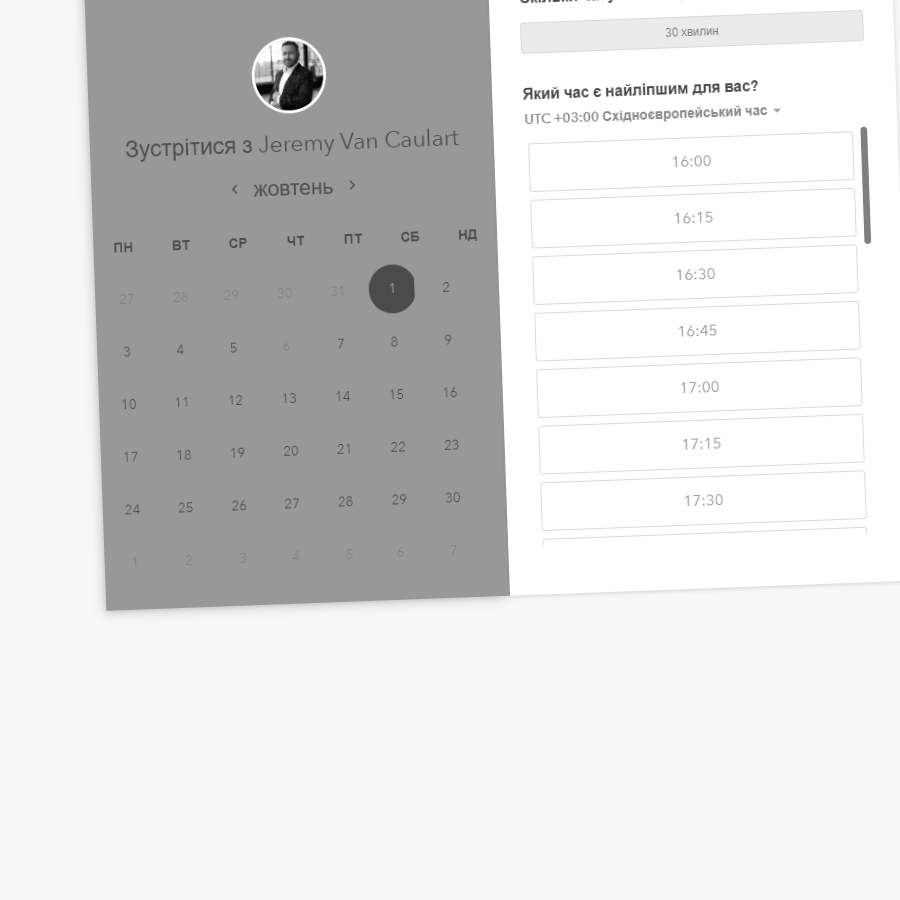 30 хвилин
Який час є найліпшим для вас?
UTC +03:00 Східноєвропейський час
Зустрітися з Jeremy Van Caulart
жовтень
ПН ВТ СР ЧТ ПТ СБ НД
27 28 29 30 31 1 2
3 4 5 6 7 8 9
10 11 12 13 14 15 16
17 18 19 20 21 22 23
24 25 26 27 28 29 30
1 2 3 4 5 6 7
16:00
16:15
16:30
16:45
17:00
17:15
17:30